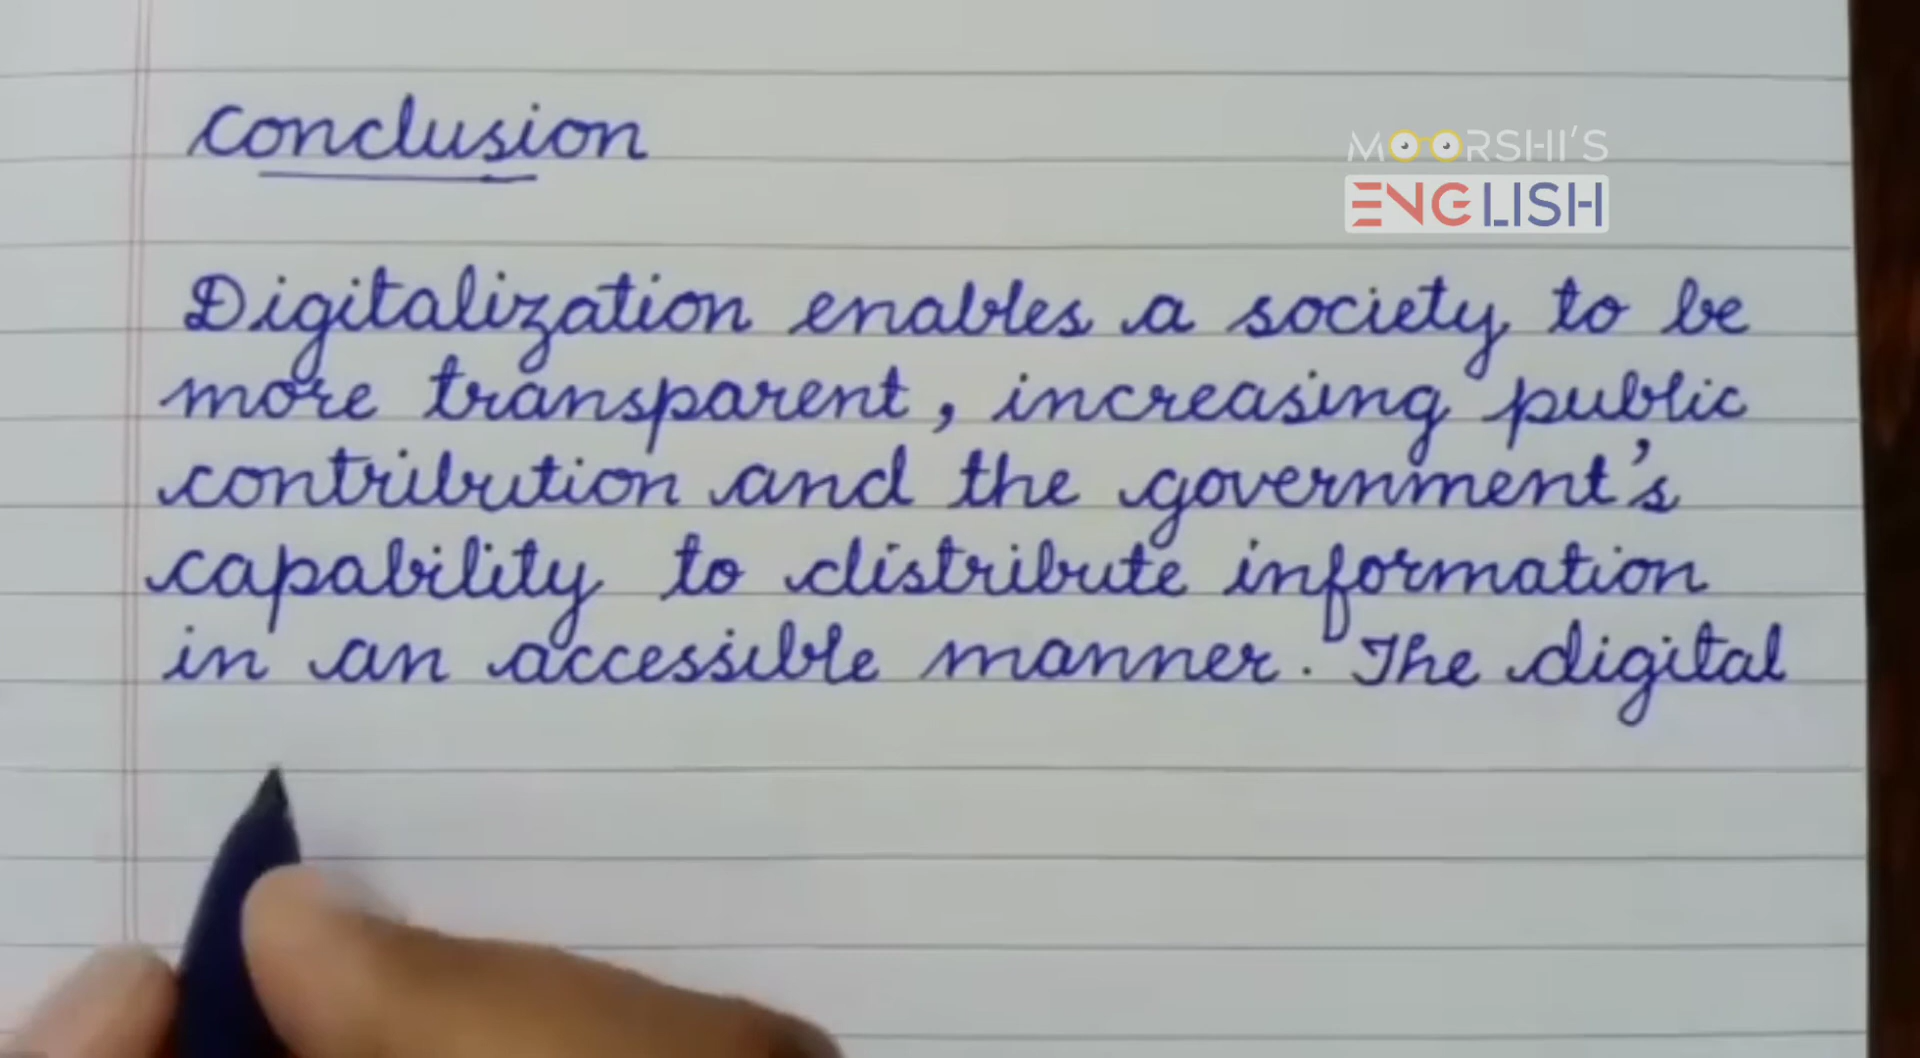 Conclusion
MOORSHI'S
ENGLISH
Digitalization enables a society to be
more transparent, increasing public
contribution and the government's
capability to distribute information
in an accessible manner. The digital